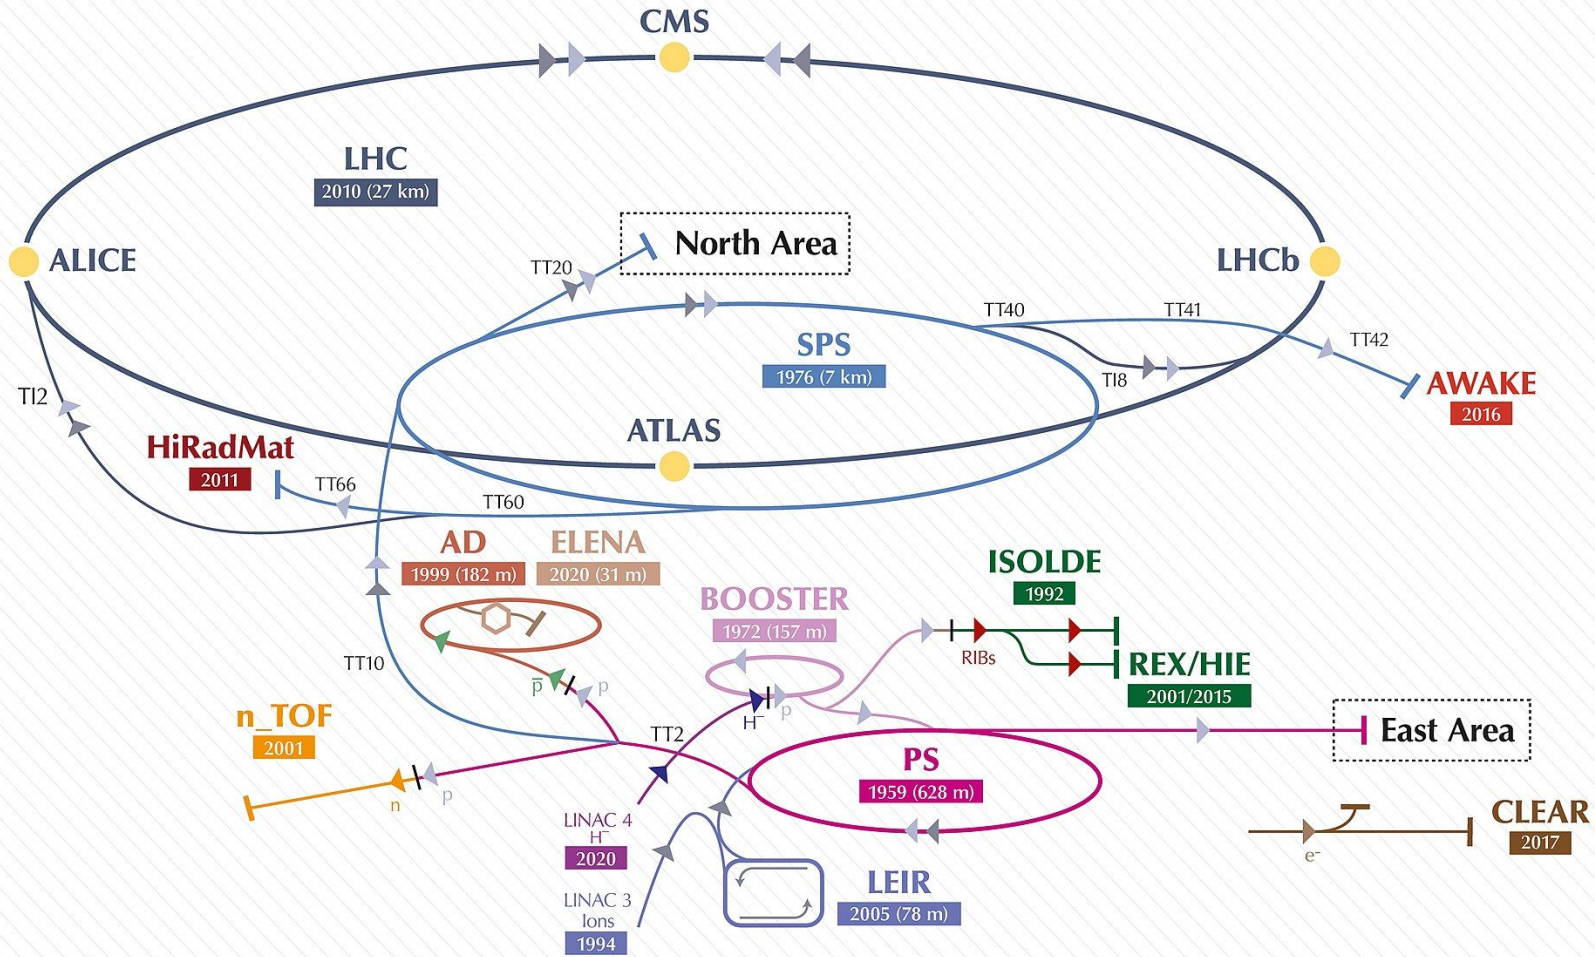 CMS
LHC
2010 (27 km)
North Area
ALICE
LHCb
TT20
TT40
TT41
SPS
1976 (7 km)
TT42
TI8
AWAKE
2016
TI2
ATLAS
HiRadMat
2011
TT66
TT60
AD
1999 (182 m)
ELENA
2020 (31 m)
ISOLDE
1992
BOOSTER
1972 (157 m)
RIBs
REX/HIE
2001/2015
TT10
p̅
p
H⁻
p
n_TOF
2001
TT2
East Area
PS
1959 (628 m)
n
p
LINAC 4
H⁻
2020
CLEAR
2017
e⁻
LEIR
2005 (78 m)
LINAC 3
Ions
1994